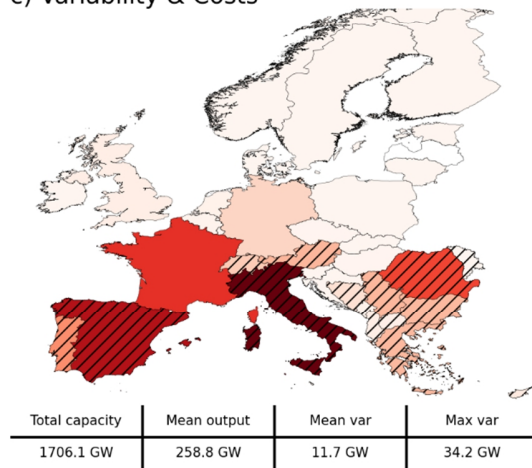 c) Variability & Costs
Total capacity Mean output Mean var Max var
1706.1 GW 258.8 GW 11.7 GW 34.2 GW